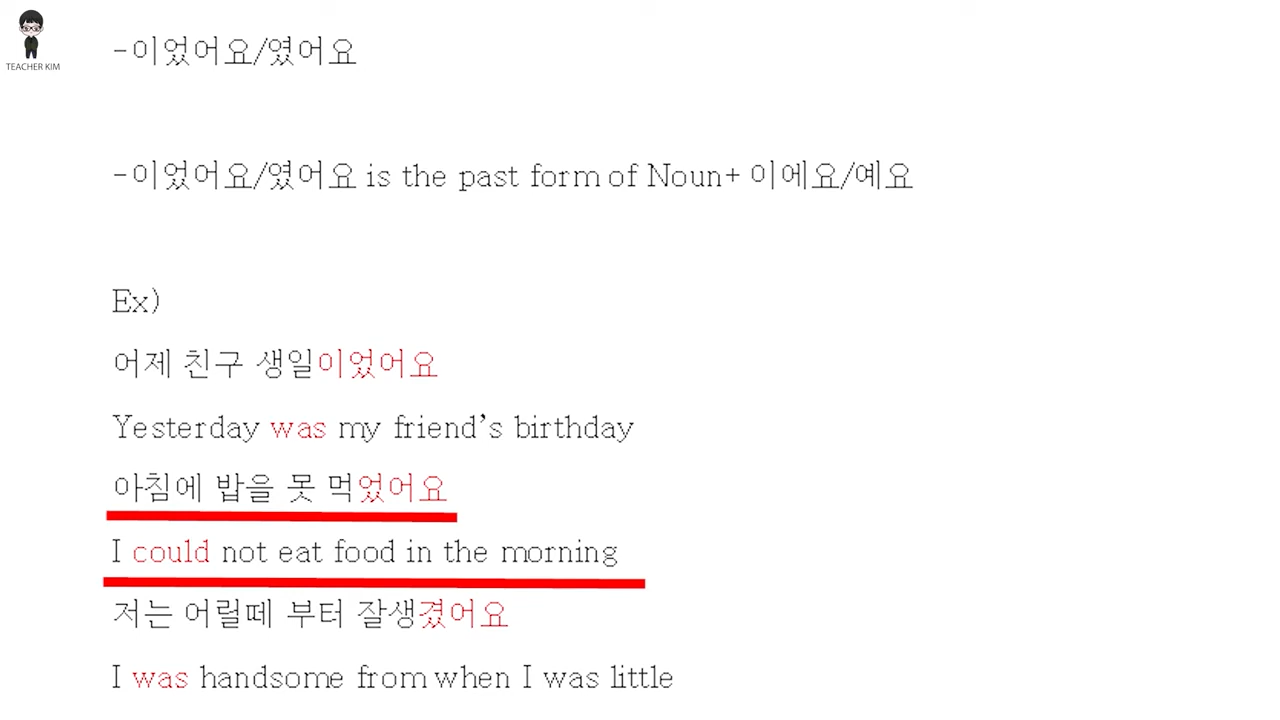 TEACHER KIM
-이었어요/였어요
-이었어요/였어요 is the past form of Noun+ 이에요/예요
Ex)
어제 친구 생일이었어요
Yesterday was my friend's birthday
아침에 밥을 못 먹었어요
I could not eat food in the morning
저는 어릴떼 부터 잘생겼어요
I was handsome from when I was little